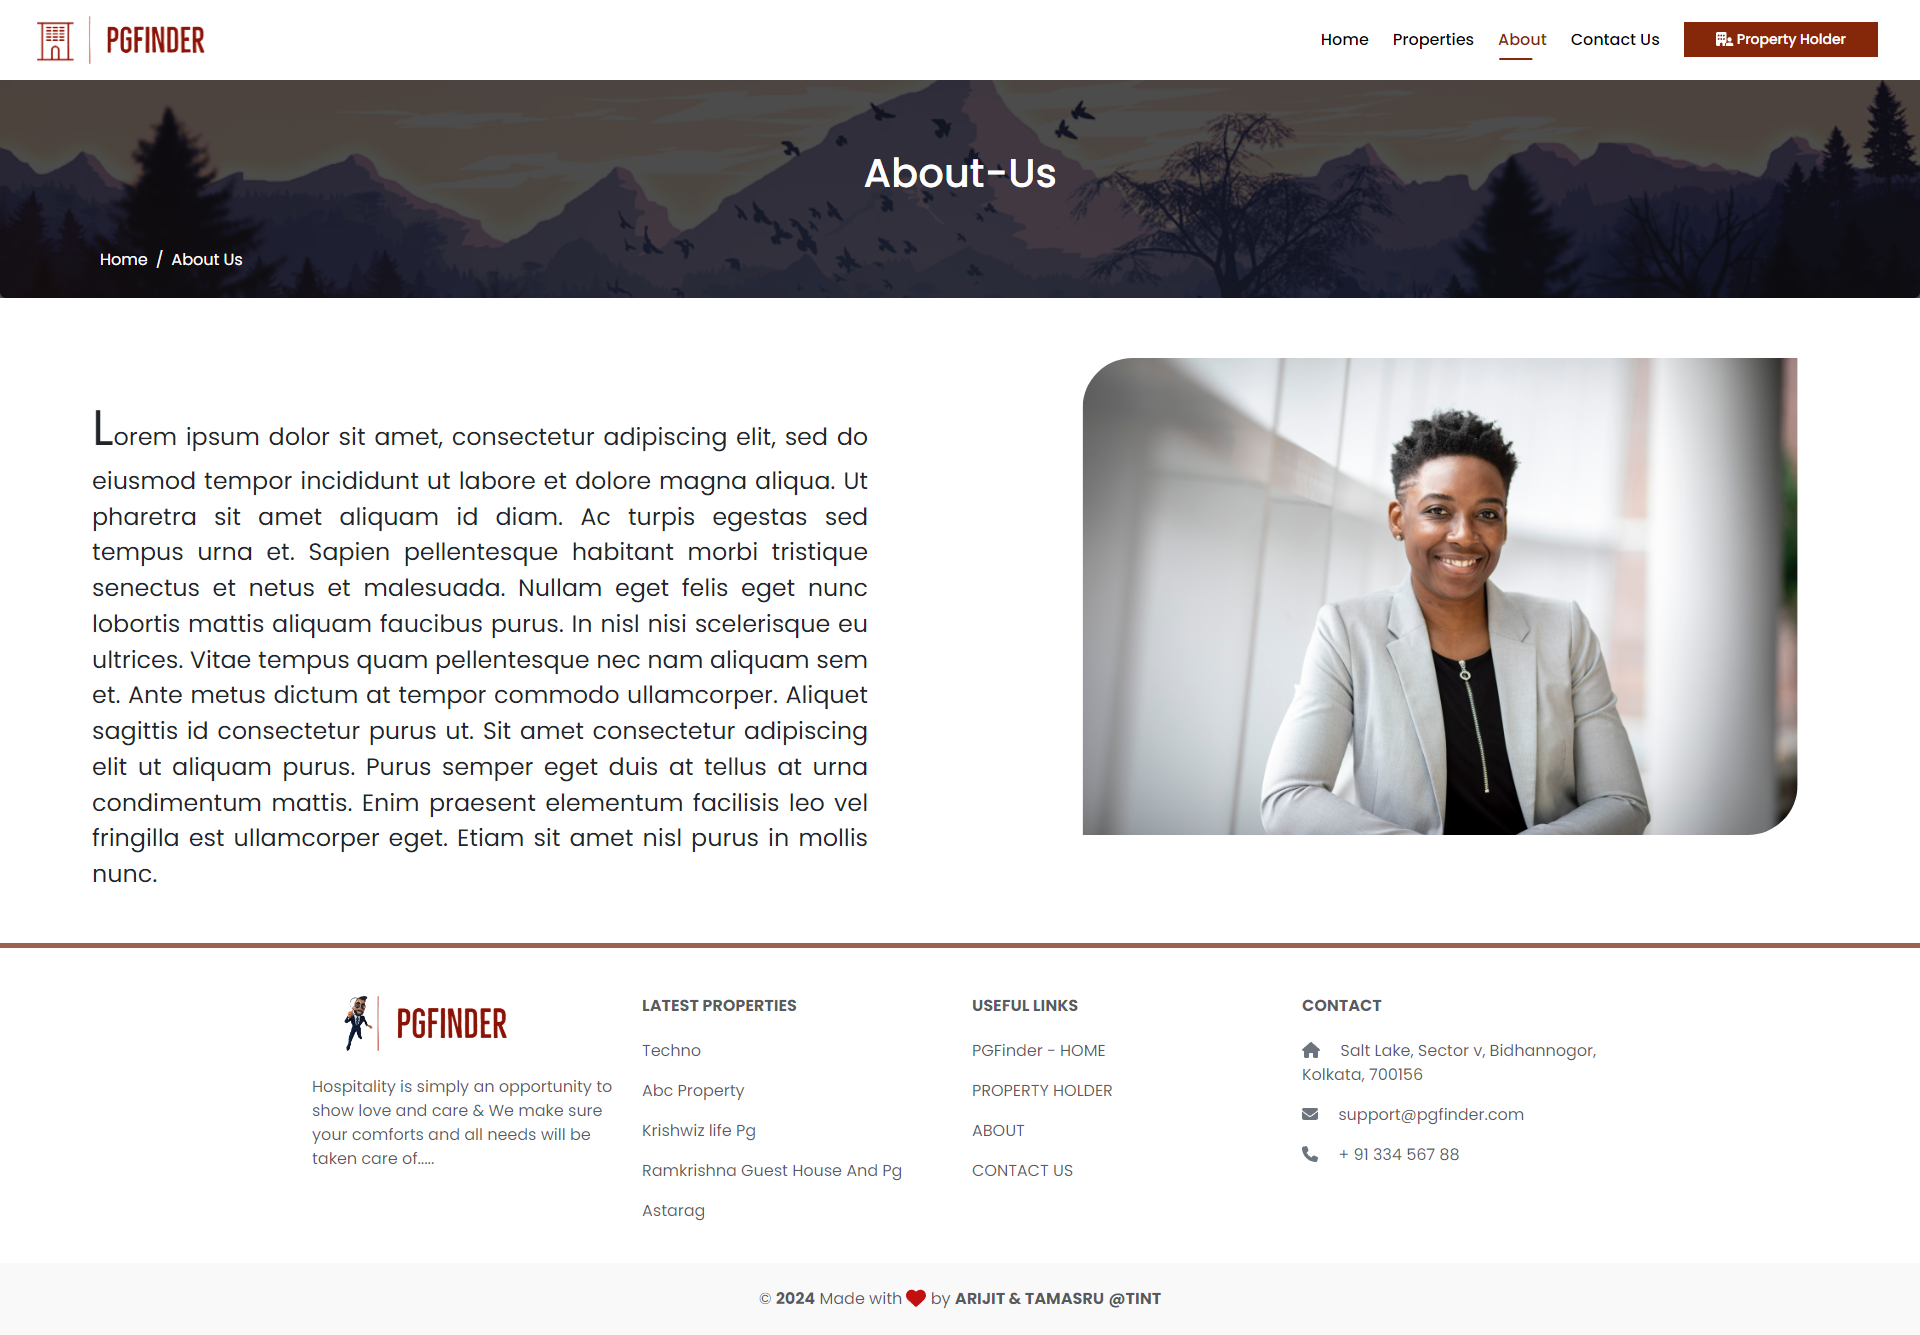 PGFINDER
Home Properties About Contact Us Property Holder
About-Us
Home / About Us
Lorem ipsum dolor sit amet, consectetur adipiscing elit, sed do
eiusmod tempor incididunt ut labore et dolore magna aliqua. Ut
pharetra sit amet aliquam id diam. Ac turpis egestas sed
tempus urna et. Sapien pellentesque habitant morbi tristique
senectus et netus et malesuada. Nullam eget felis eget nunc
lobortis mattis aliquam faucibus purus. In nisl nisi scelerisque eu
ultrices. Vitae tempus quam pellentesque nec nam aliquam sem
et. Ante metus dictum at tempor commodo ullamcorper. Aliquet
sagittis id consectetur purus ut. Sit amet consectetur adipiscing
elit ut aliquam purus. Purus semper eget duis at tellus at urna
condimentum mattis. Enim praesent elementum facilisis leo vel
fringilla est ullamcorper eget. Etiam sit amet nisl purus in mollis
nunc.
PGFINDER
Hospitality is simply an opportunity to
show love and care & We make sure
your comforts and all needs will be
taken care of.....
LATEST PROPERTIES
Techno
Abc Property
Krishwiz life Pg
Ramkrishna Guest House And Pg
Astarag
USEFUL LINKS
PGFinder - HOME
PROPERTY HOLDER
ABOUT
CONTACT US
CONTACT
Salt Lake, Sector v, Bidhannogor,
Kolkata, 700156
support@pgfinder.com
+ 91 334 567 88
© 2024 Made with by ARIJIT & TAMASRU @TINT